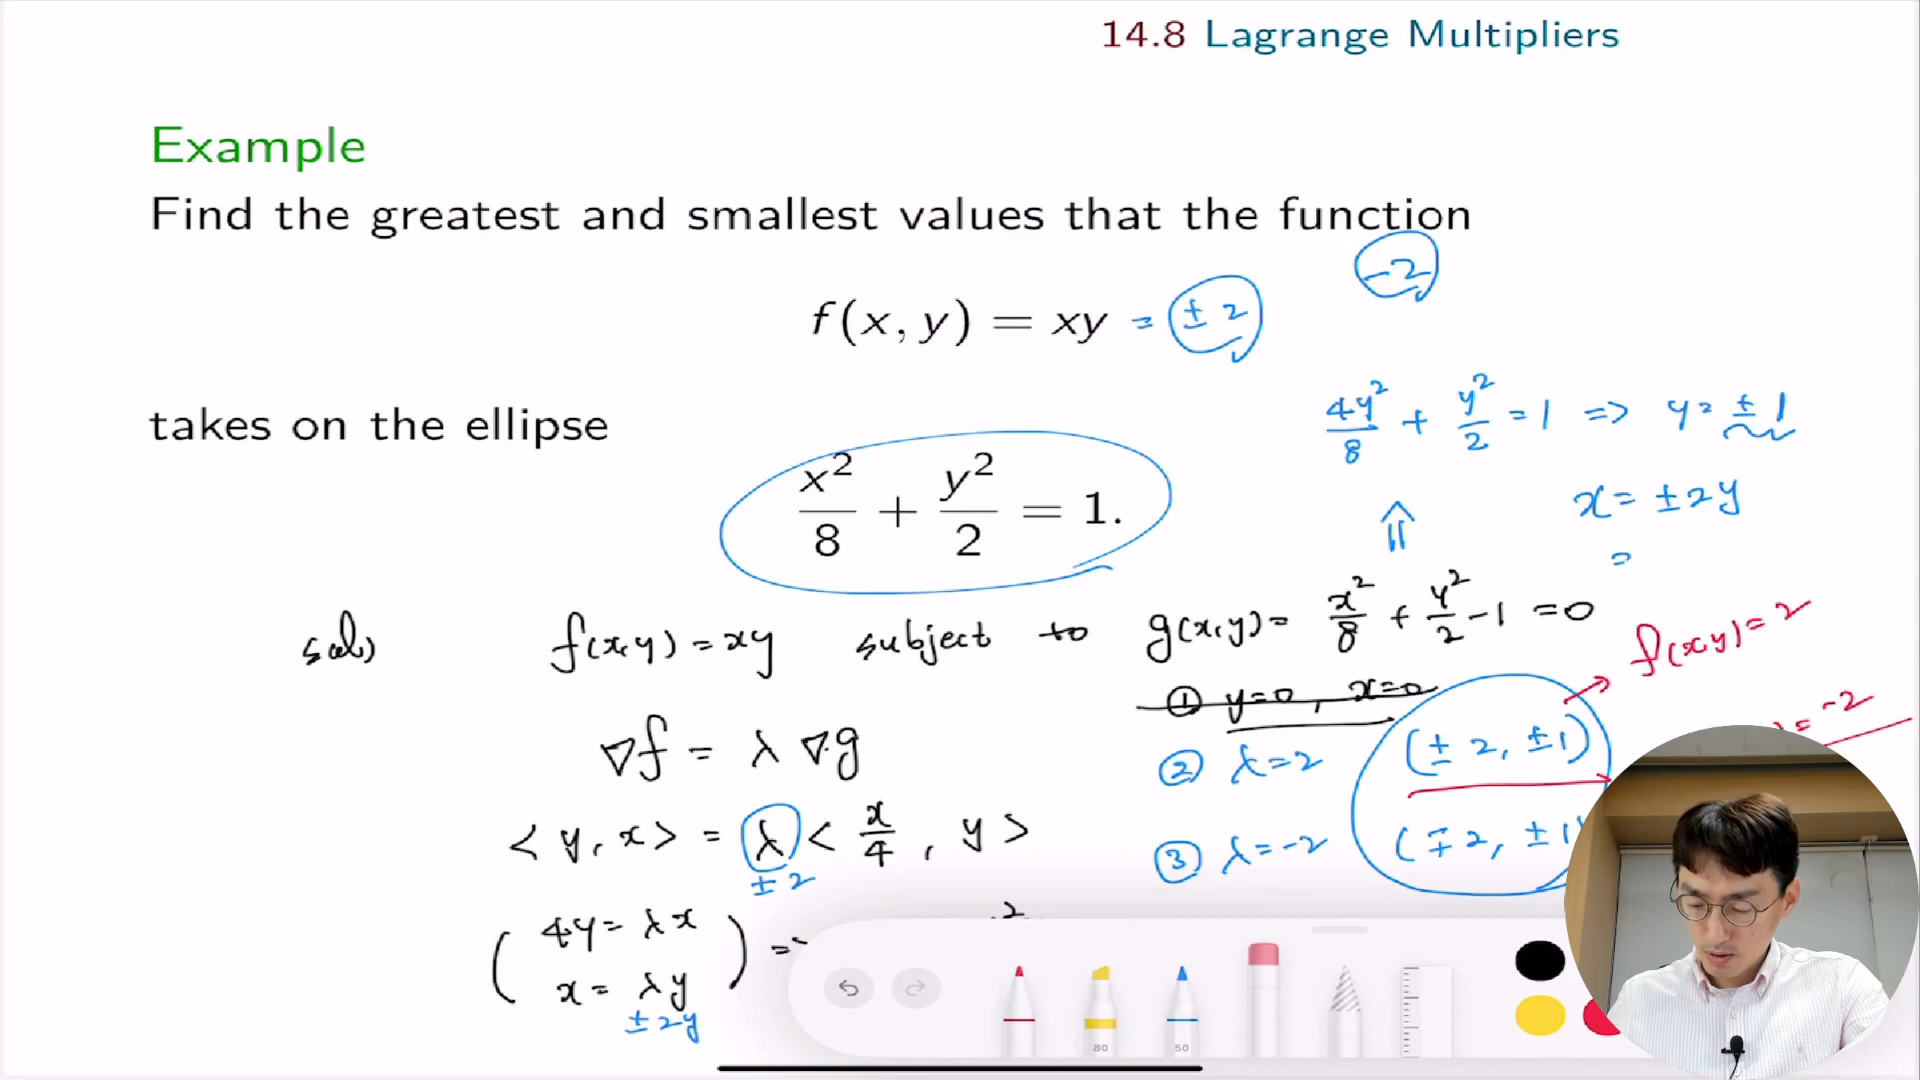 14.8 Lagrange Multipliers
Example
Find the greatest and smallest values that the function
-2
f(x, y) = xy = ± 2
takes on the ellipse
x²/8 + y²/2 = 1.
4y²/8 + y²/2 = 1 => y = ± 1
x = ± 2y
=
⇑
sol) f(x,y) = xy subject to g(x,y) = x²/8 + y²/2 - 1 = 0
f(x,y) = 2
① y=0, x=0
= -2
∇f = λ ∇g
② λ=2 (± 2, ±1)
<y, x> = λ < x/4, y >
± 2
③ λ=-2 (∓ 2, ± 1)
( 4y = λx
x = λy ) =
± 2y
80
50